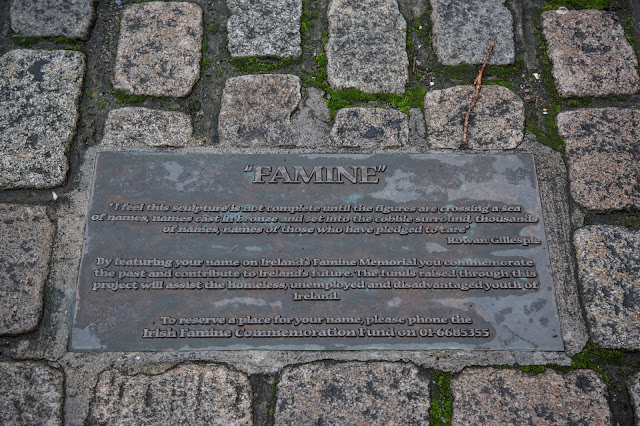 "FAMINE"
"I feel this sculpture is not complete until the figures are crossing a sea
of names, names cast in bronze and set into the cobble surround, thousands
of names, names of those who have pledged to care"
Rowan Gillespie
By featuring your name on Ireland's Famine Memorial you commemorate
the past and contribute to Ireland's future. The funds raised through this
project will assist the homeless, unemployed and disadvantaged youth of
Ireland.
To reserve a place for your name, please phone the
Irish Famine Commemoration Fund on 01-6685355